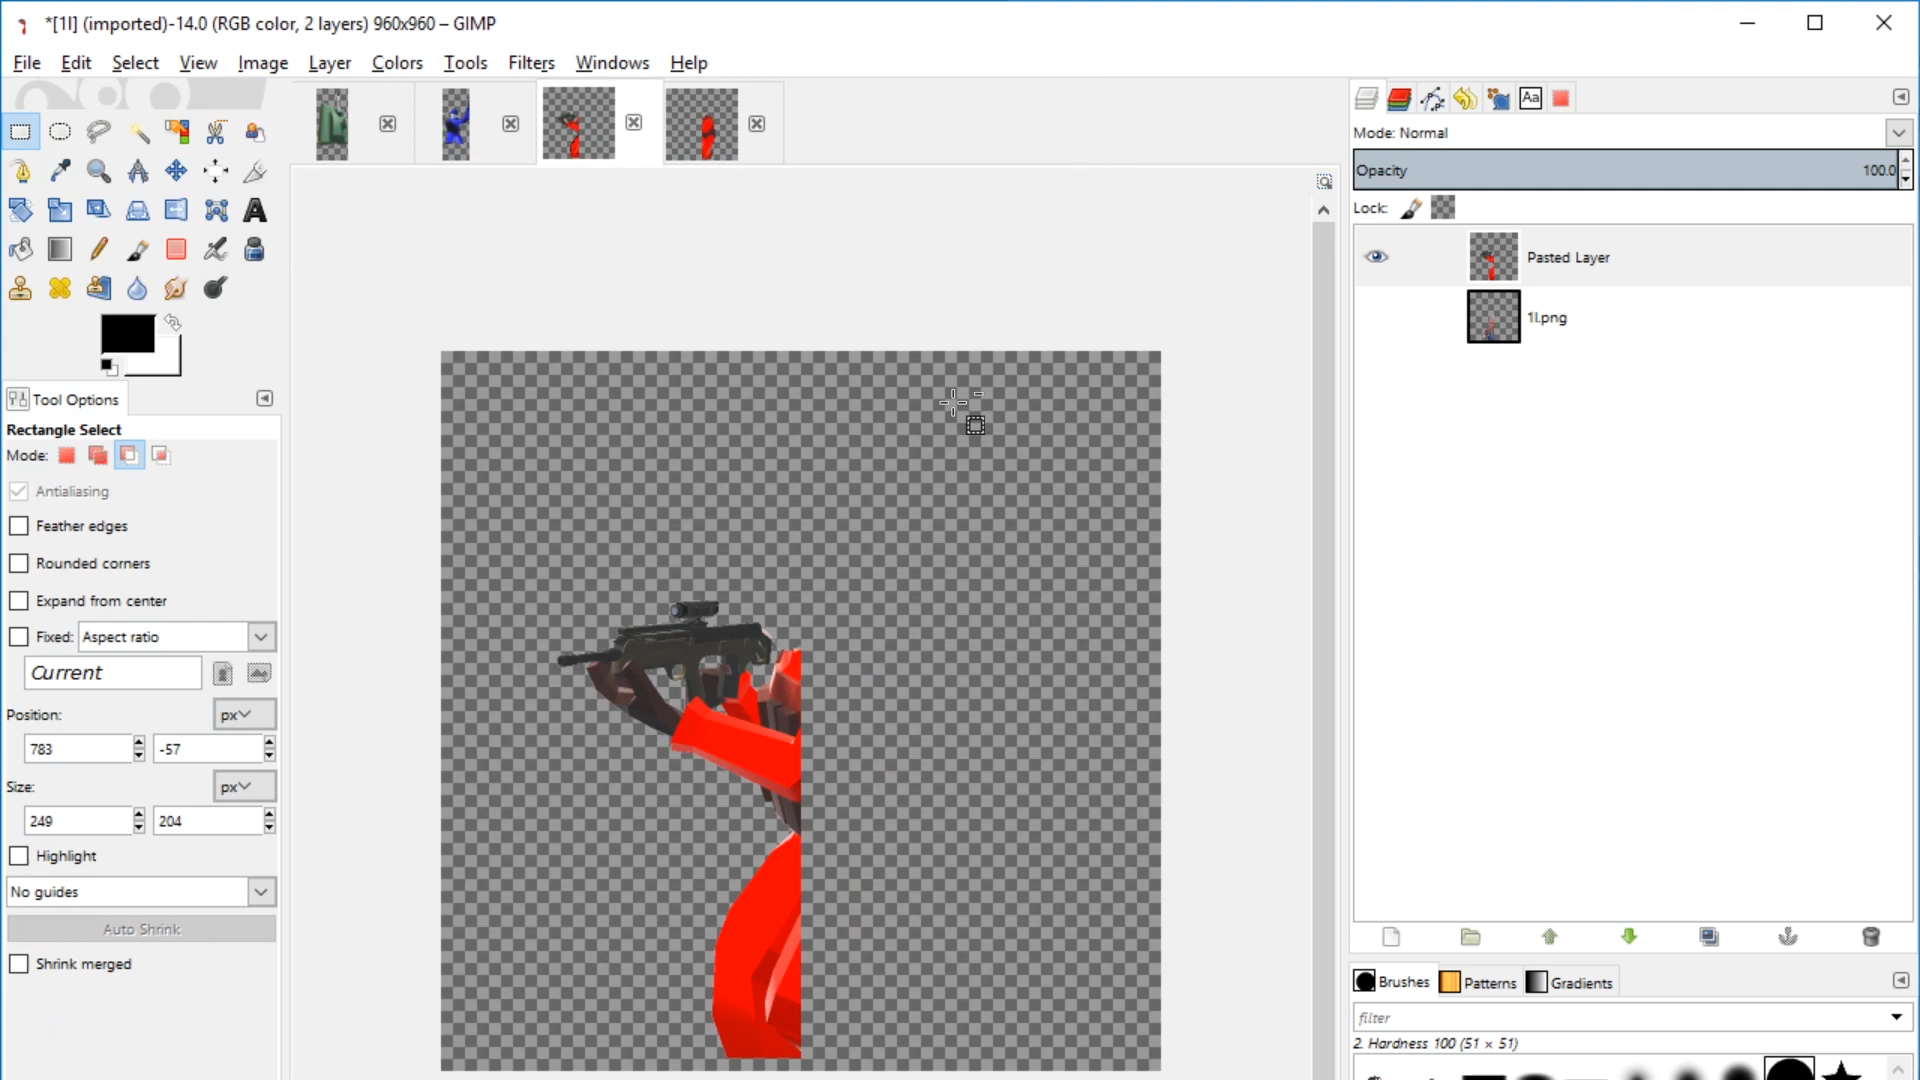 *[1l] (imported)-14.0 (RGB color, 2 layers) 960x960 – GIMP
File Edit Select View Image Layer Colors Tools Filters Windows Help
Mode: Normal
Opacity 100.0
Lock:
Pasted Layer
1l.png
Tool Options
Rectangle Select
Mode:
Antialiasing
Feather edges
Rounded corners
Expand from center
Fixed: Aspect ratio
Current
Position: px
783 -57
Size: px
249 204
Highlight
No guides
Auto Shrink
Shrink merged
Brushes Patterns Gradients
filter
2. Hardness 100 (51 × 51)
A
Aa